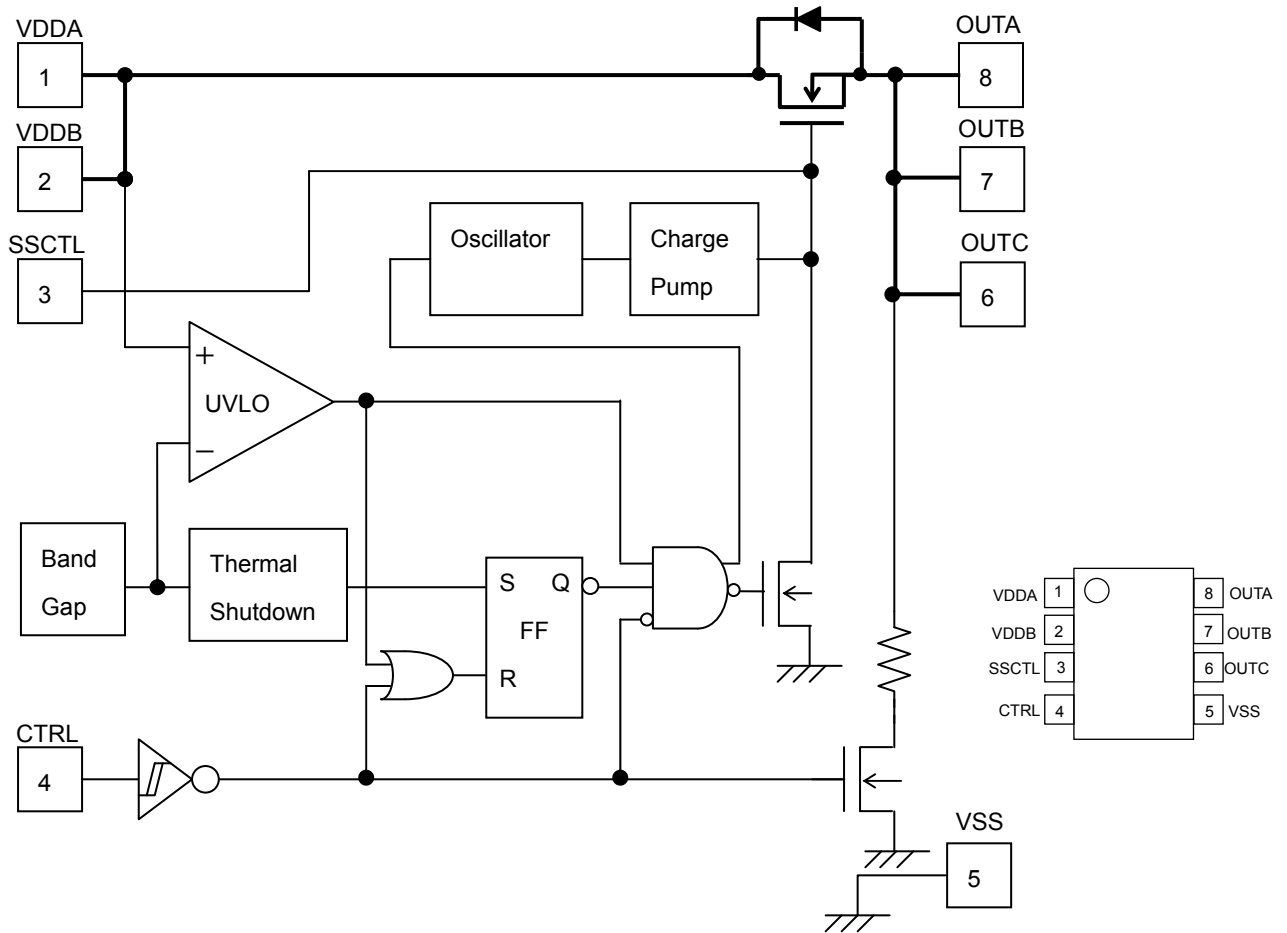 VDDA
1
VDDB
2
SSCTL
3
OUTA
8
OUTB
7
OUTC
6
Oscillator
Charge
Pump
+
UVLO
−
Band
Gap
Thermal
Shutdown
S Q
FF
R
CTRL
4
VSS
5
VDDA 1 8 OUTA
VDDB 2 7 OUTB
SSCTL 3 6 OUTC
CTRL 4 5 VSS